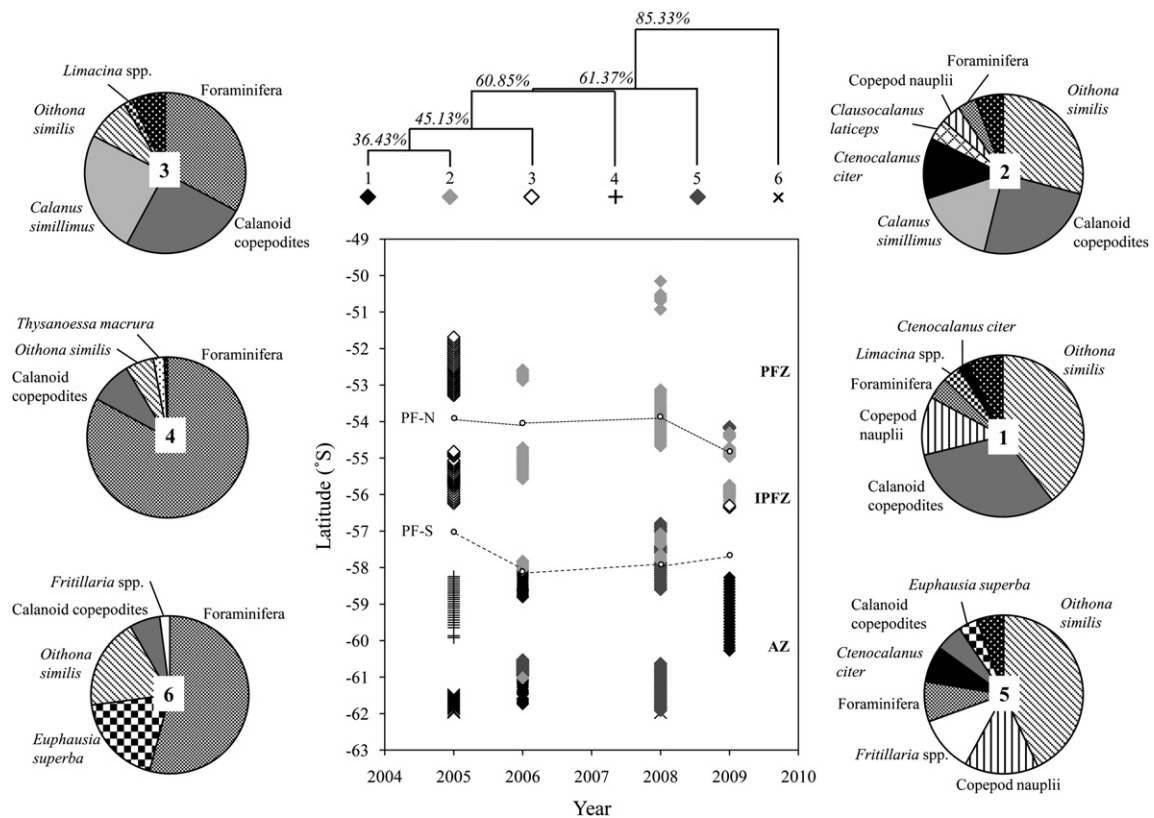 85.33%
60.85%
61.37%
45.13%
36.43%
1 2 3 4 5 6
Limacina spp.
Foraminifera
Oithona
similis
3
Calanus
simillimus
Calanoid
copepodites
Foraminifera
Copepod nauplii
Oithona
similis
Clausocalanus
laticeps
Ctenocalanus
citer
2
Calanus
simillimus
Calanoid
copepodites
Thysanoessa macrura
Oithona similis
Foraminifera
Calanoid
copepodites
4
Ctenocalanus citer
Limacina spp.
Oithona
similis
Foraminifera
Copepod
nauplii
1
Calanoid
copepodites
Fritillaria spp.
Calanoid copepodites
Foraminifera
Oithona
similis
6
Euphausia
superba
Euphausia superba
Calanoid
copepodites
Oithona
similis
Ctenocalanus
citer
5
Foraminifera
Fritillaria spp.
Copepod nauplii
Latitude (˚S)
-49
-50
-51
-52
-53
-54
-55
-56
-57
-58
-59
-60
-61
-62
-63
PF-N
PF-S
PFZ
IPFZ
AZ
2004 2005 2006 2007 2008 2009 2010
Year